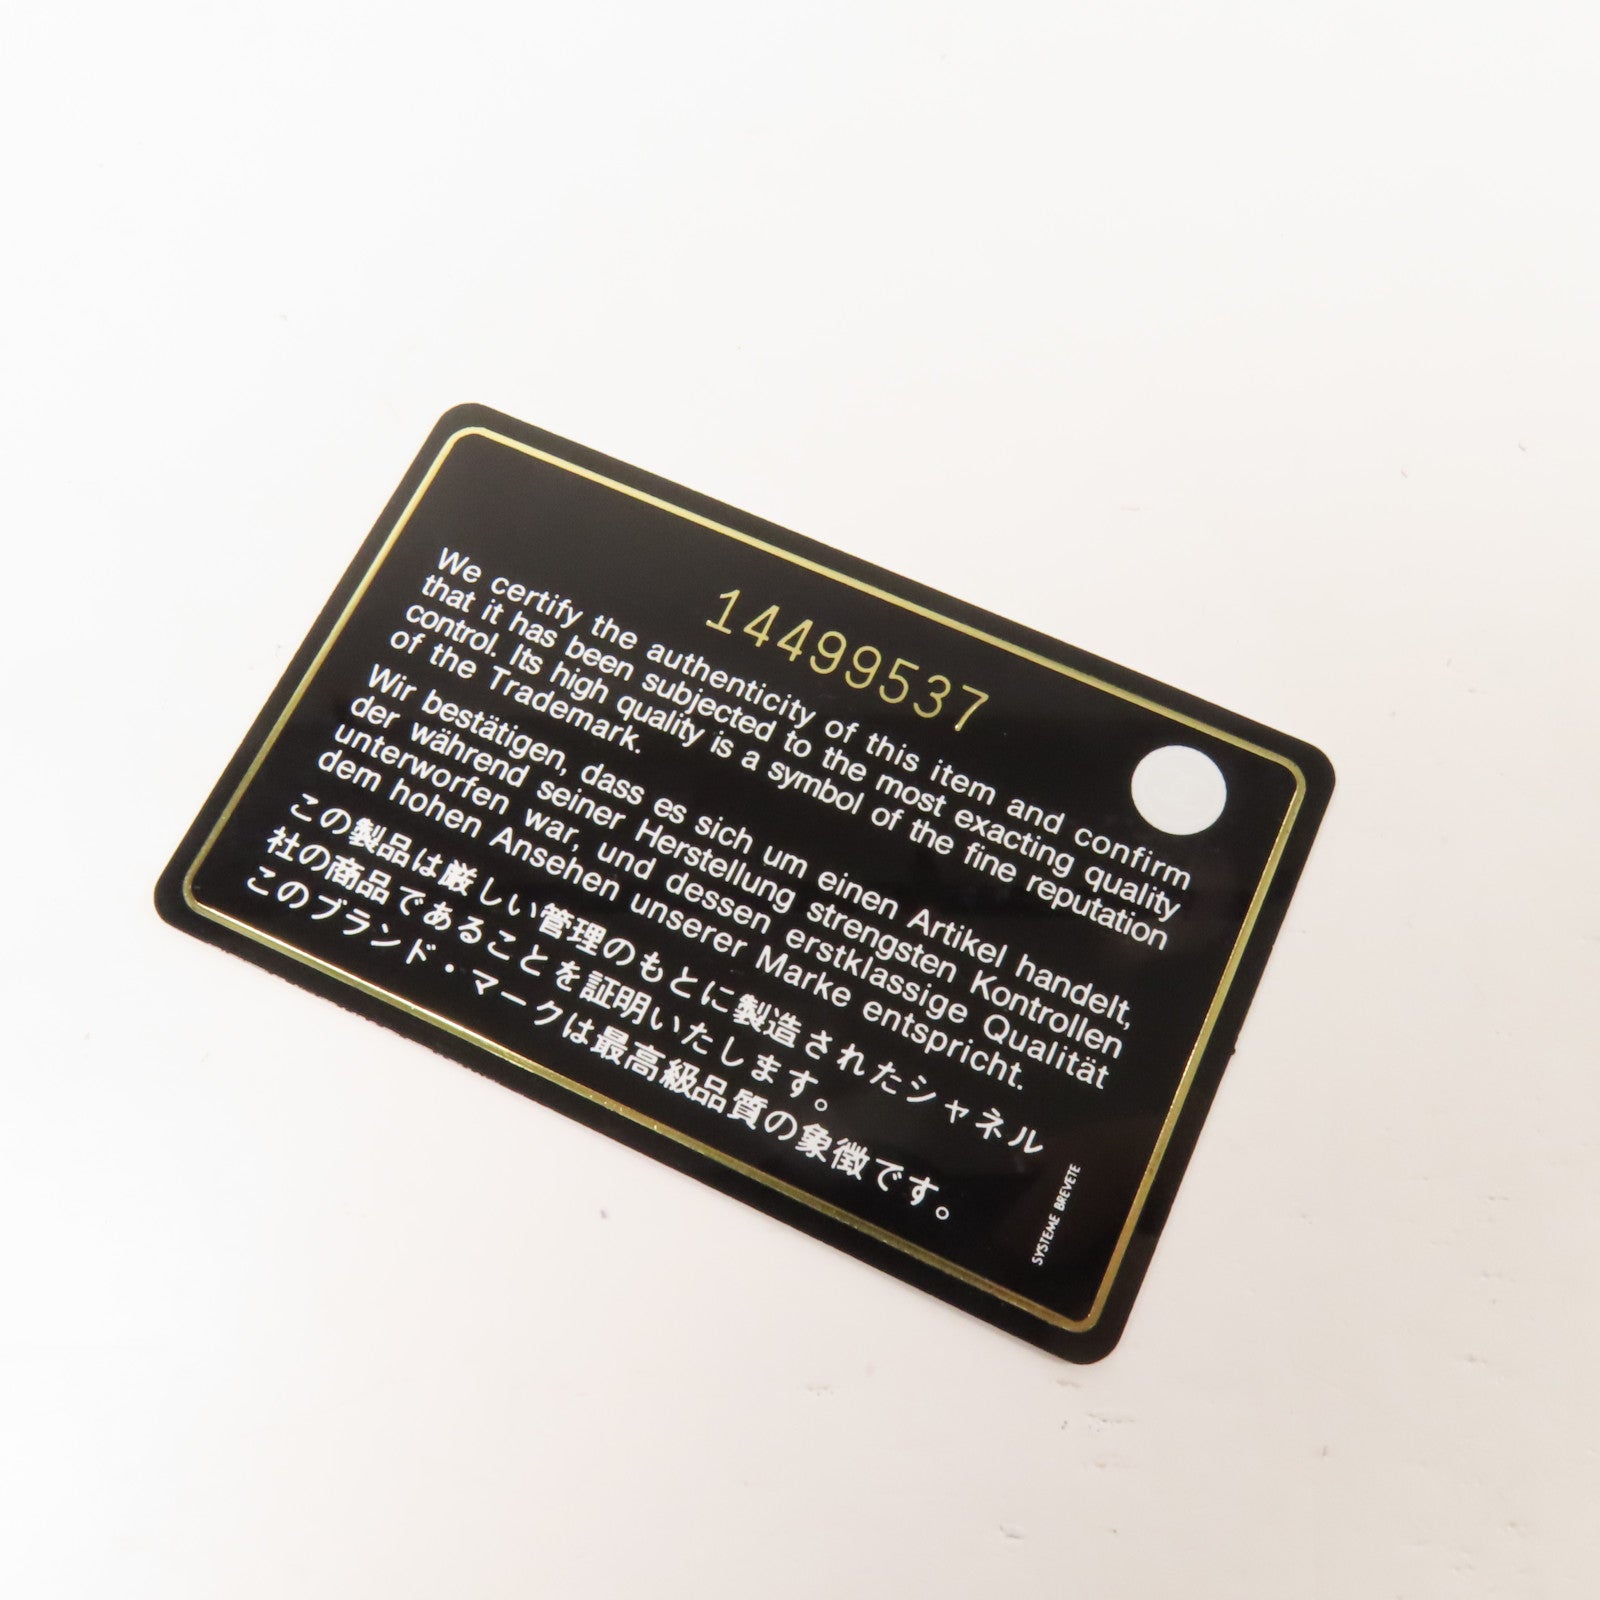 14499537
We certify the authenticity of this item and confirm
that it has been subjected to the most exacting quality
control. Its high quality is a symbol of the fine reputation
of the Trademark.
Wir bestätigen, dass es sich um einen Artikel handelt,
der während seiner Herstellung strengsten Kontrollen
unterworfen war, und dessen erstklassige Qualität
dem hohen Ansehen unserer Marke entspricht.
この製品は厳しい管理のもとに製造されたシャネル
社の商品であることを証明いたします。
このブランド・マークは最高級品質の象徴です。
SYSTEME BREVETE